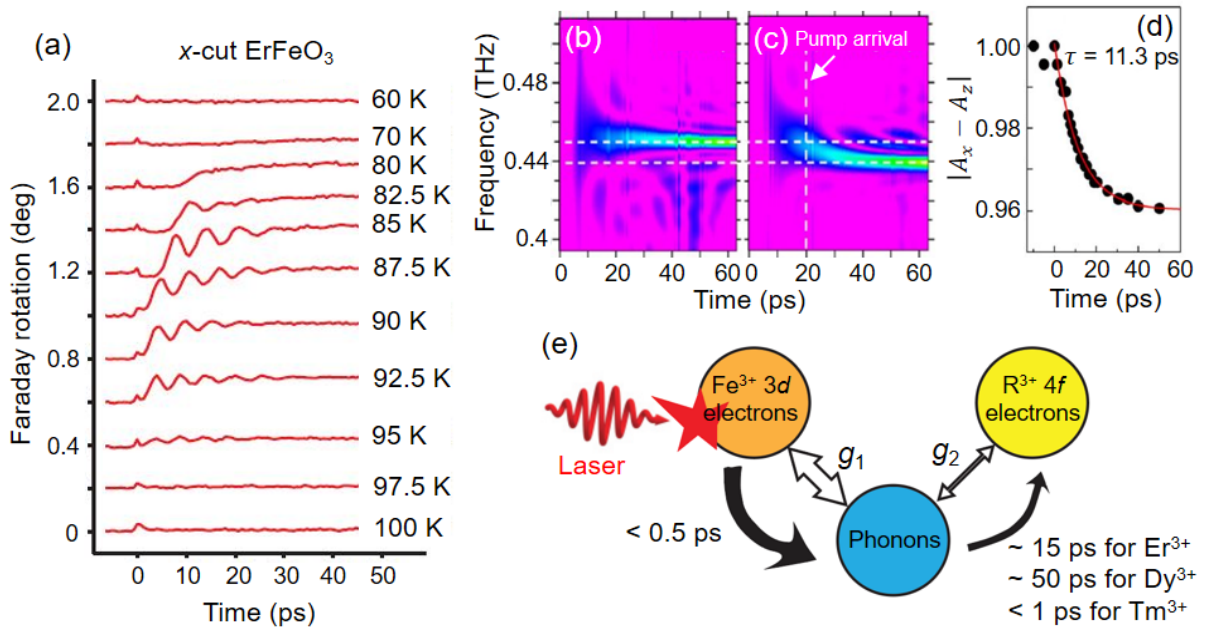 (a)
x-cut ErFeO₃
2.0
1.6
1.2
0.8
0.4
0
Faraday rotation (deg)
60 K
70 K
80 K
82.5 K
85 K
87.5 K
90 K
92.5 K
95 K
97.5 K
100 K
0 10 20 30 40 50
Time (ps)
(b)
(c)
Pump arrival
Frequency (THz)
0.48
0.44
0.4
0 20 40 60
0 20 40 60
Time (ps)
(d)
τ = 11.3 ps
|Aₓ − A_z|
1.00
0.98
0.96
0 20 40 60
Time (ps)
(e)
Laser
Fe³⁺ 3d
electrons
R³⁺ 4f
electrons
g₁
g₂
Phonons
< 0.5 ps
~ 15 ps for Er³⁺
~ 50 ps for Dy³⁺
< 1 ps for Tm³⁺